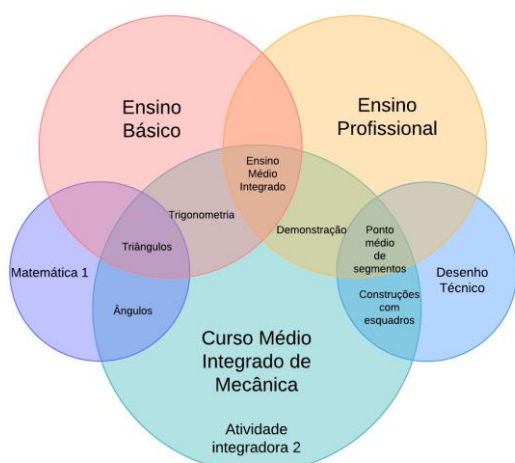 Ensino
Básico
Ensino
Profissional
Ensino
Médio
Integrado
Trigonometria
Demonstração
Triângulos
Ponto
médio
de
segmentos
Matemática 1
Desenho
Técnico
Ângulos
Construções
com
esquadros
Curso Médio
Integrado de
Mecânica
Atividade
integradora 2